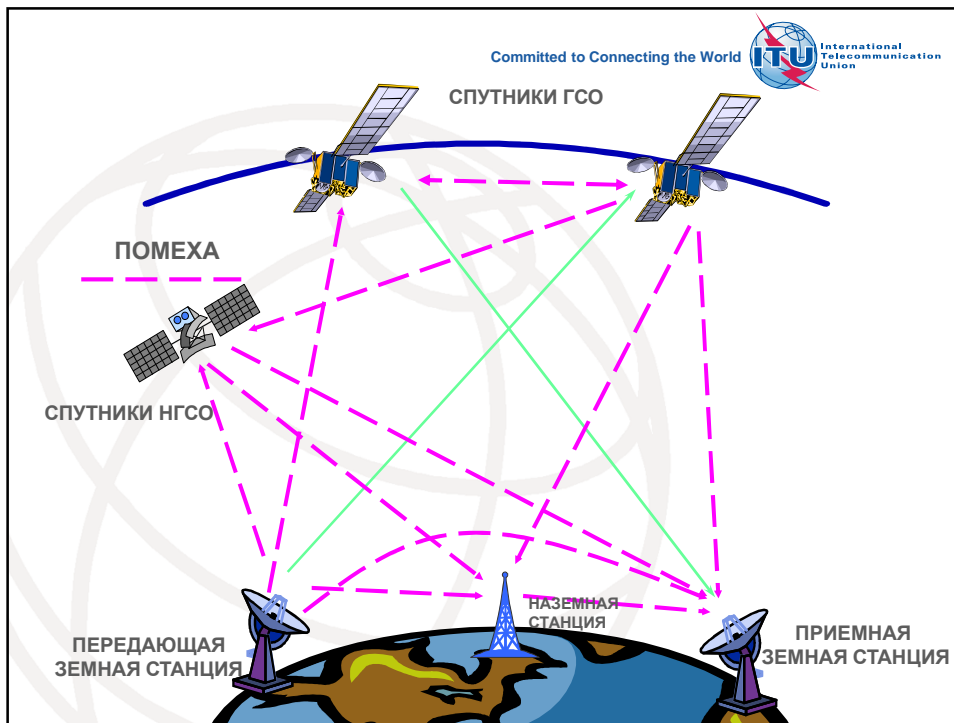 Committed to Connecting the World
ITU
International
Telecommunication
Union
СПУТНИКИ ГСО
ПОМЕХА
СПУТНИКИ НГСО
НАЗЕМНАЯ
СТАНЦИЯ
ПЕРЕДАЮЩАЯ
ЗЕМНАЯ СТАНЦИЯ
ПРИЕМНАЯ
ЗЕМНАЯ СТАНЦИЯ